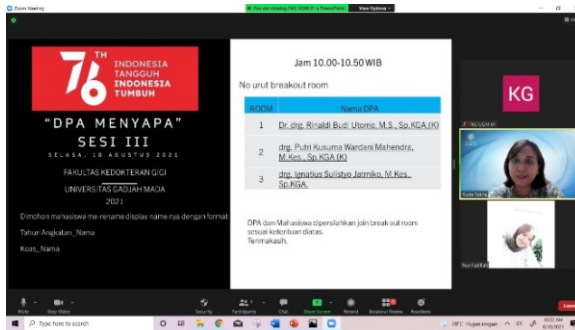 Zoom Meeting
View Options
76
TH
INDONESIA
TANGGUH
INDONESIA
TUMBUH
"DPA MENYAPA"
SESI III
SELASA, 10 AGUSTUS 2021
FAKULTAS KEDOKTERAN GIGI
UNIVERSITAS GADJAH MADA
2021
Dimohon mahasiswa me-rename display name nya dengan format
Tahun Angkatan_Nama
Koas_Nama
Jam 10.00-10.50 WIB
No urut breakout room
ROOM Nama DPA
1 Dr. drg. Rinaldi Budi Utomo, M.S., Sp.KGA.(K)
2 drg. Putri Kusuma Wardani Mahendra,
M.Kes., Sp.KGA (K)
3 drg. Ignatius Sulistyo Jatmiko, M.Kes.,
Sp.KGA.
DPA dan Mahasiswa dipersilahkan join break out room
sesuai ketentuan diatas.
Terimakasih.
KG
Mute
Stop Video
Security
Participants
Chat
Share Screen
Record
Breakout Rooms
Reactions
Leave
Type here to search
Hujan ringan